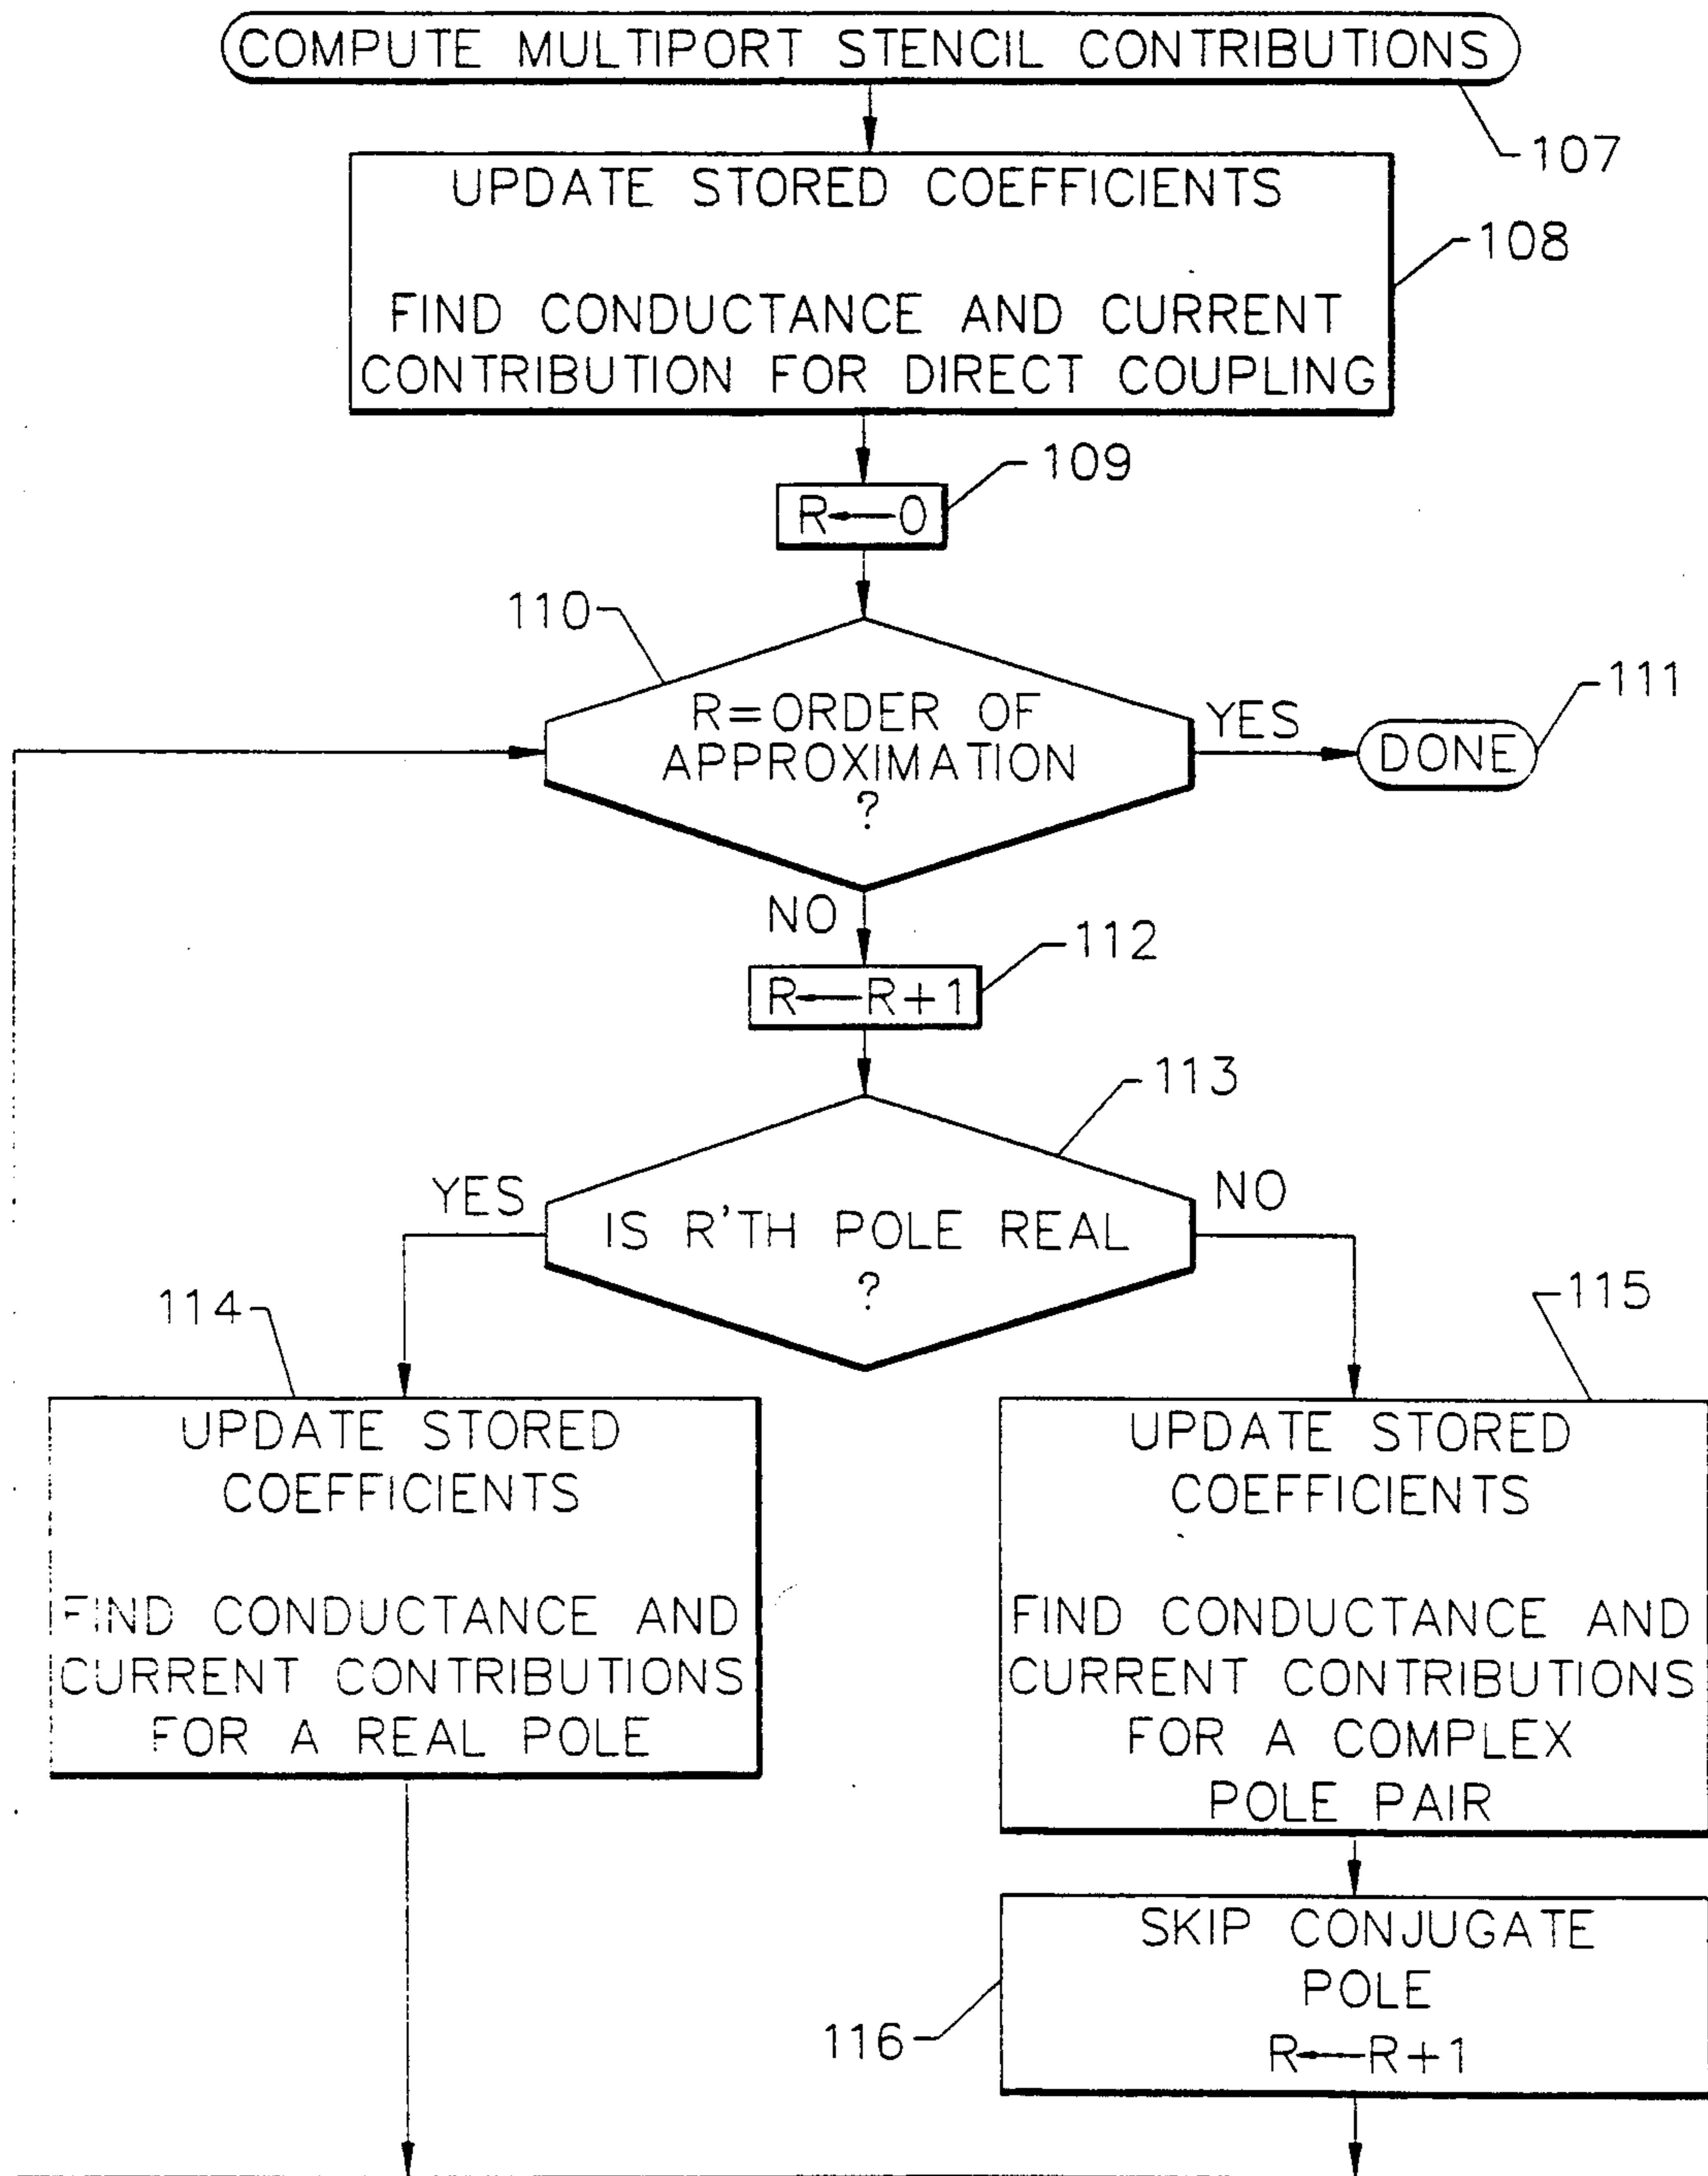 COMPUTE MULTIPORT STENCIL CONTRIBUTIONS
107
UPDATE STORED COEFFICIENTS
108
FIND CONDUCTANCE AND CURRENT
CONTRIBUTION FOR DIRECT COUPLING
109
R←0
110
R=ORDER OF
APPROXIMATION
?
YES
DONE
111
NO
112
R←R+1
113
YES
IS R'TH POLE REAL
?
NO
114
UPDATE STORED
COEFFICIENTS
FIND CONDUCTANCE AND
CURRENT CONTRIBUTIONS
FOR A REAL POLE
115
UPDATE STORED
COEFFICIENTS
FIND CONDUCTANCE AND
CURRENT CONTRIBUTIONS
FOR A COMPLEX
POLE PAIR
116
SKIP CONJUGATE
POLE
R←R+1